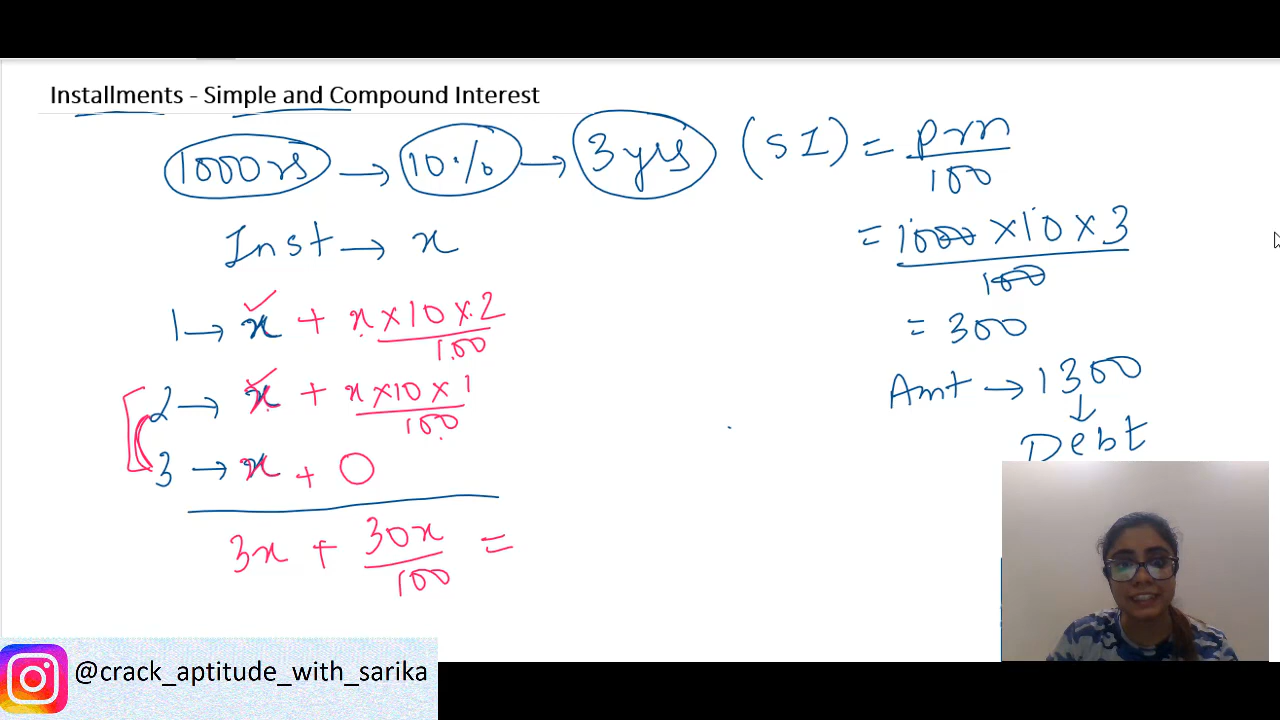 Installments - Simple and Compound Interest
1000rs → 10% → 3yrs (SI) = prn/100
Inst → x
= 1000 × 10 × 3/100
1 → x + x × 10 × 2/100
= 300
Amt → 1300
2 → x + x × 10 × 1/100
↓
Debt
3 → x + 0
3x + 30x/100 =
@crack_aptitude_with_sarika